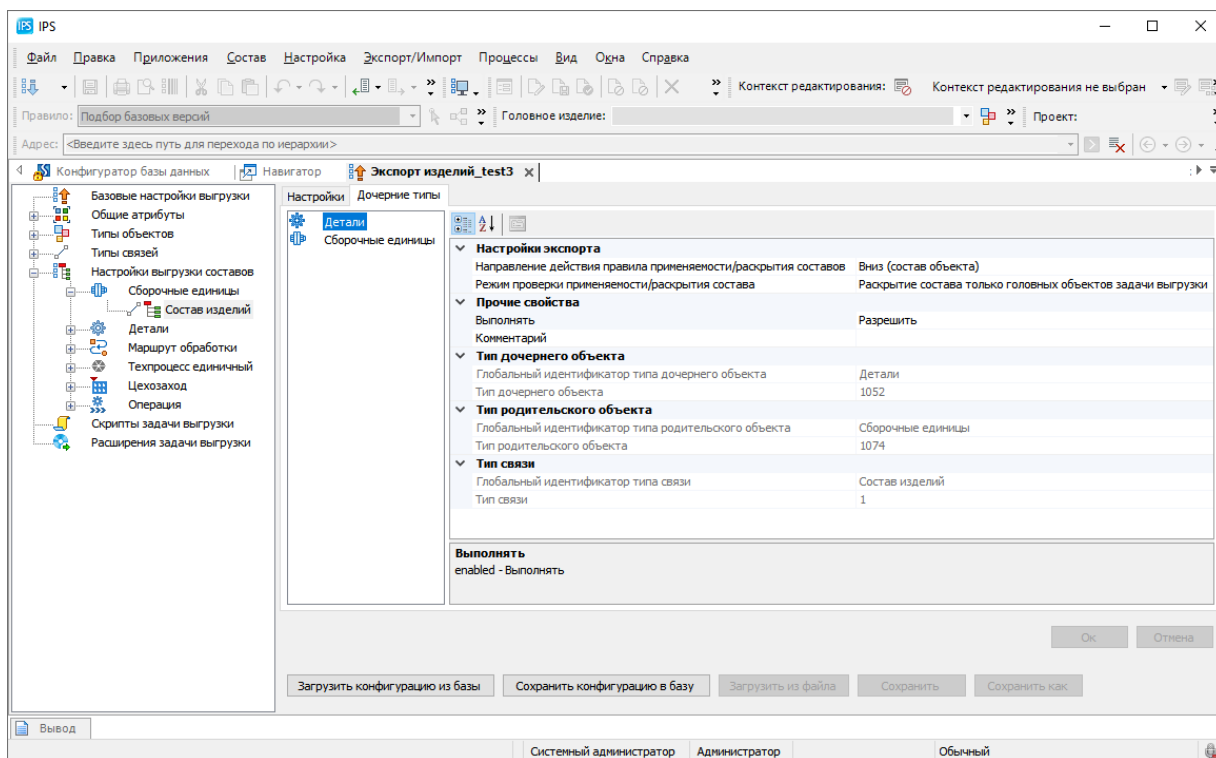 IPS IPS
Файл Правка Приложения Состав Настройка Экспорт/Импорт Процессы Вид Окна Справка
Контекст редактирования: Контекст редактирования не выбран
Правило: Подбор базовых версий Головное изделие: Проект:
Адрес: <Введите здесь путь для перехода по иерархии>
Конфигуратор базы данных Навигатор Экспорт изделий_test3
Базовые настройки выгрузки
Общие атрибуты
Типы объектов
Типы связей
Настройки выгрузки составов
Сборочные единицы
Состав изделий
Детали
Маршрут обработки
Техпроцесс единичный
Цехозаход
Операция
Скрипты задачи выгрузки
Расширения задачи выгрузки
Настройки Дочерние типы
Детали
Сборочные единицы
Настройки экспорта
Направление действия правила применяемости/раскрытия составов Вниз (состав объекта)
Режим проверки применяемости/раскрытия состава Раскрытие состава только головных объектов задачи выгрузки
Прочие свойства
Выполнять Разрешить
Комментарий
Тип дочернего объекта
Глобальный идентификатор типа дочернего объекта Детали
Тип дочернего объекта 1052
Тип родительского объекта
Глобальный идентификатор типа родительского объекта Сборочные единицы
Тип родительского объекта 1074
Тип связи
Глобальный идентификатор типа связи Состав изделий
Тип связи 1
Выполнять
enabled - Выполнять
Ок Отмена
Загрузить конфигурацию из базы Сохранить конфигурацию в базу Загрузить из файла Сохранить Сохранить как
Вывод
Системный администратор Администратор Обычный